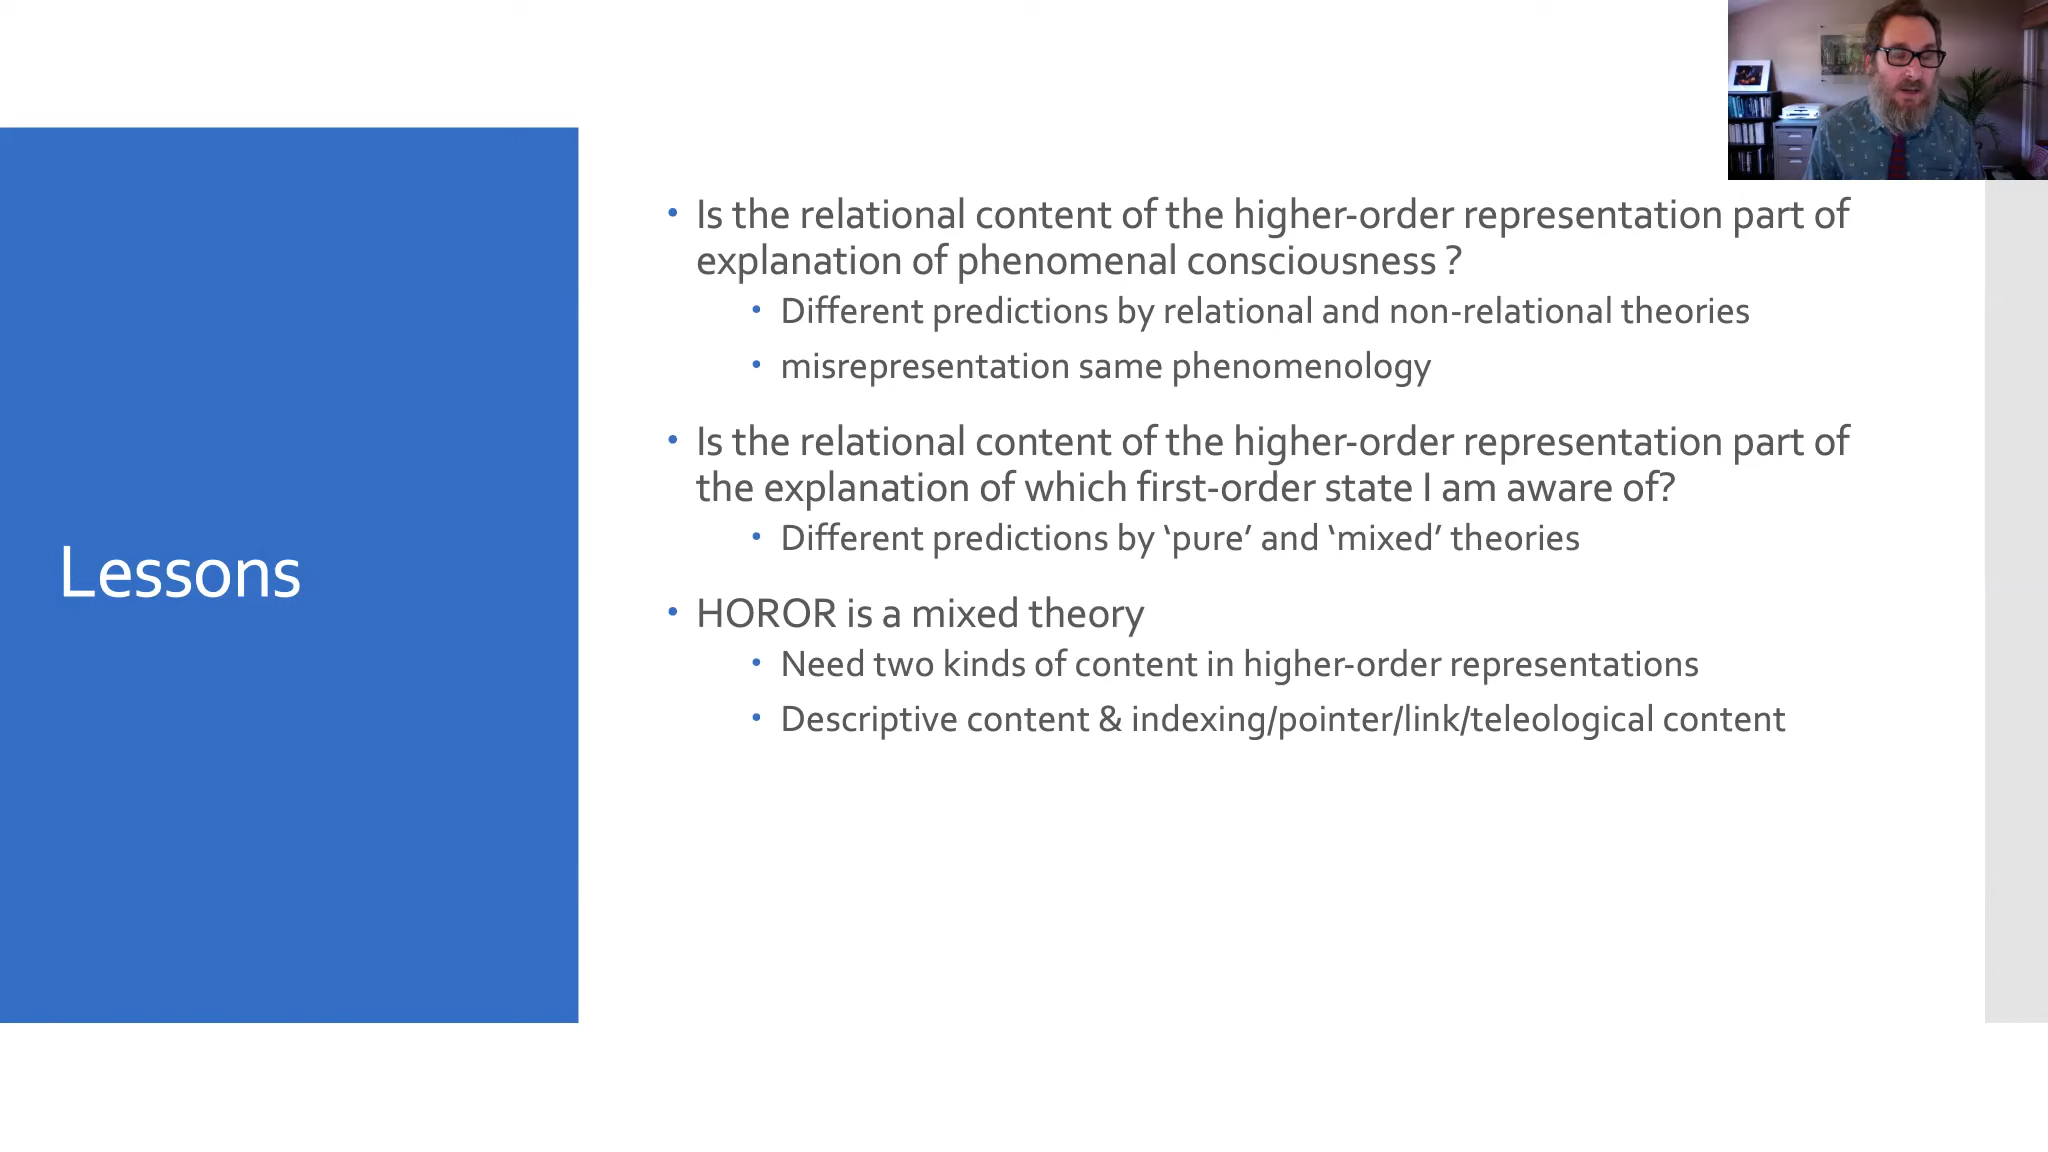 Lessons
• Is the relational content of the higher-order representation part of
explanation of phenomenal consciousness ?
• Different predictions by relational and non-relational theories
• misrepresentation same phenomenology
• Is the relational content of the higher-order representation part of
the explanation of which first-order state I am aware of?
• Different predictions by ‘pure’ and ‘mixed’ theories
• HOROR is a mixed theory
• Need two kinds of content in higher-order representations
• Descriptive content & indexing/pointer/link/teleological content